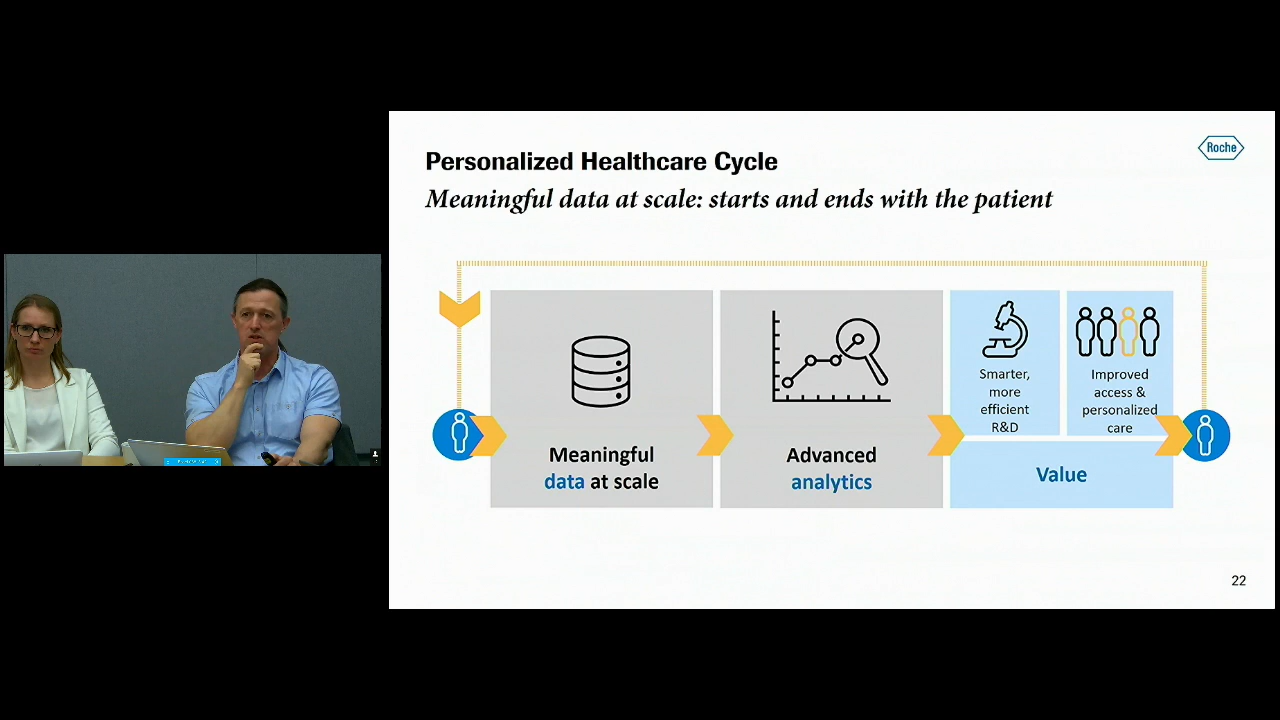 Personalized Healthcare Cycle
Roche
Meaningful data at scale: starts and ends with the patient
Meaningful
data at scale
Advanced
analytics
Smarter,
more
efficient
R&D
Improved
access &
personalized
care
Value
22